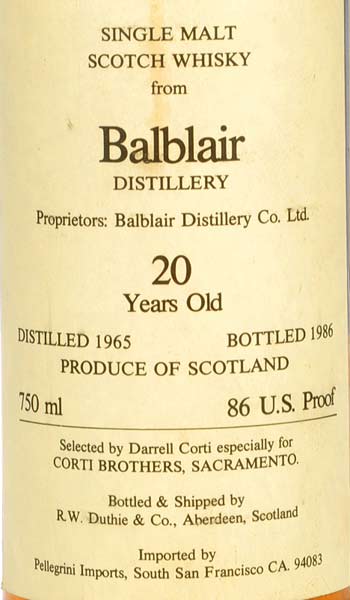 SINGLE MALT
SCOTCH WHISKY
from
Balblair
DISTILLERY
Proprietors: Balblair Distillery Co. Ltd.
20
Years Old
DISTILLED 1965 BOTTLED 1986
PRODUCE OF SCOTLAND
750 ml 86 U.S. Proof
Selected by Darrell Corti especially for
CORTI BROTHERS, SACRAMENTO.
Bottled & Shipped by
R.W. Duthie & Co., Aberdeen, Scotland
Imported by
Pellegrini Imports, South San Francisco CA. 94083